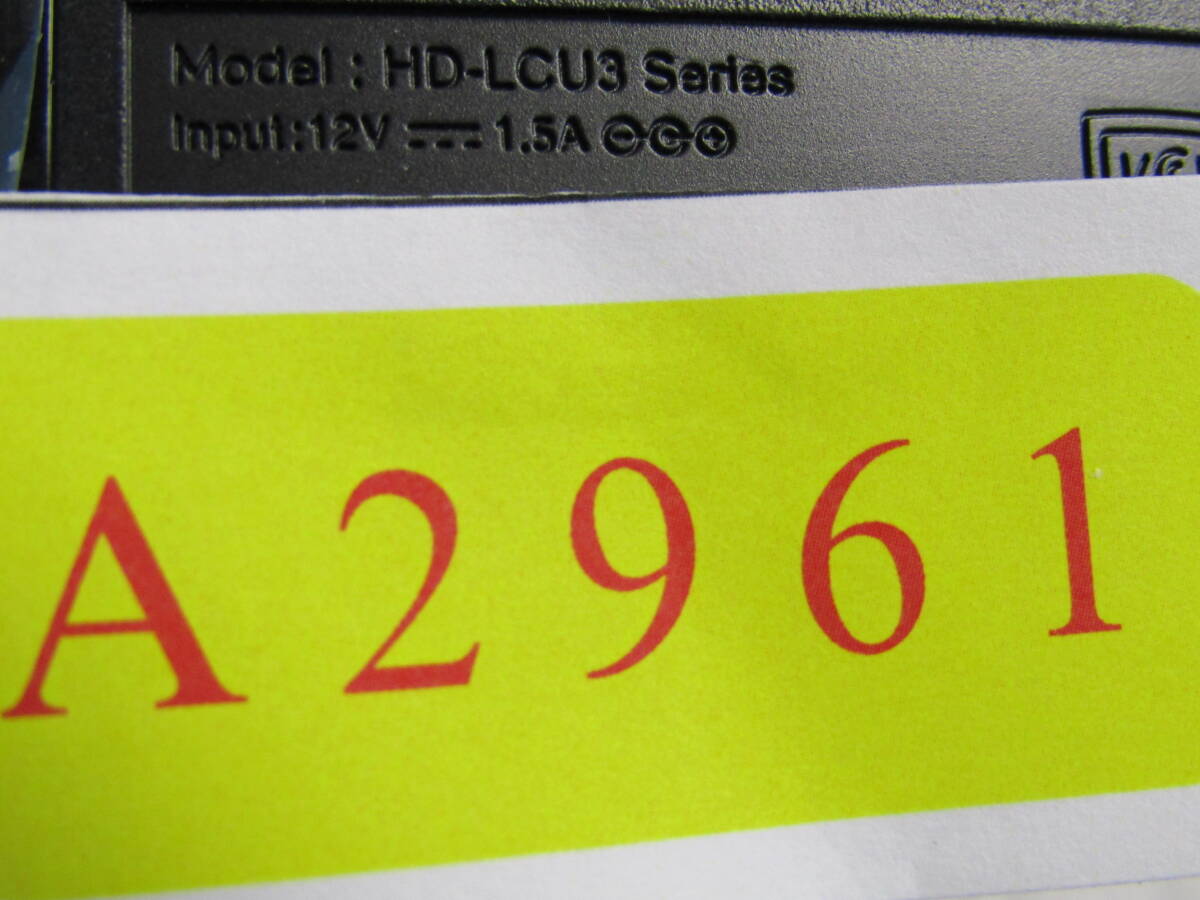 Model : HD-LCU3 Series
Input:12V ⎓ 1.5A
A2961